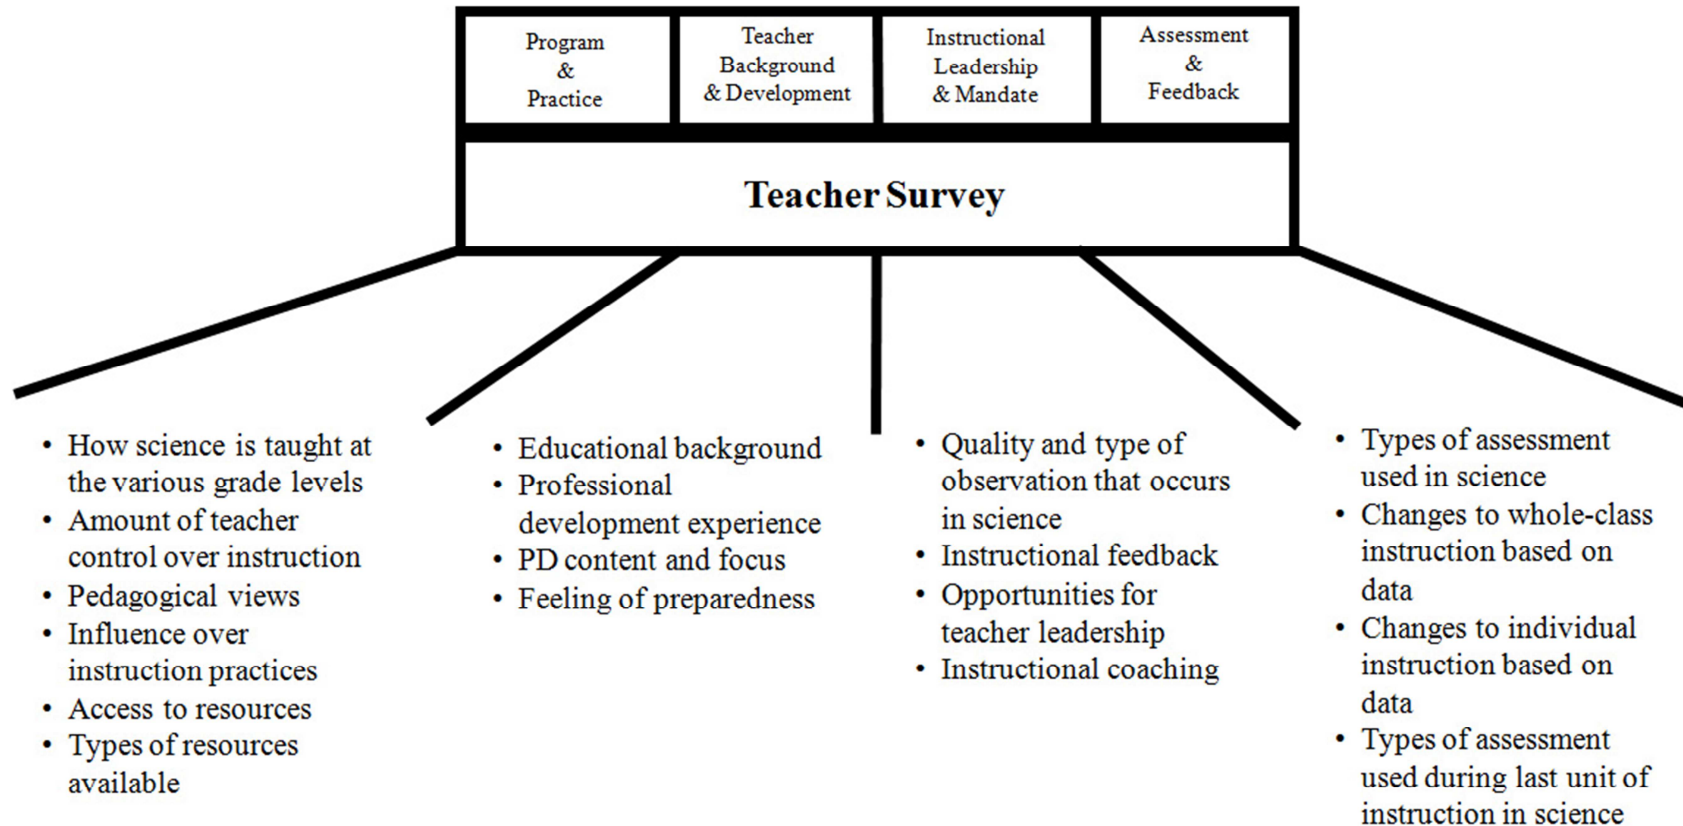 Program
&
Practice
Teacher
Background
& Development
Instructional
Leadership
& Mandate
Assessment
&
Feedback
Teacher Survey
• How science is taught at
the various grade levels
• Amount of teacher
control over instruction
• Pedagogical views
• Influence over
instruction practices
• Access to resources
• Types of resources
available
• Educational background
• Professional
development experience
• PD content and focus
• Feeling of preparedness
• Quality and type of
observation that occurs
in science
• Instructional feedback
• Opportunities for
teacher leadership
• Instructional coaching
• Types of assessment
used in science
• Changes to whole-class
instruction based on
data
• Changes to individual
instruction based on
data
• Types of assessment
used during last unit of
instruction in science